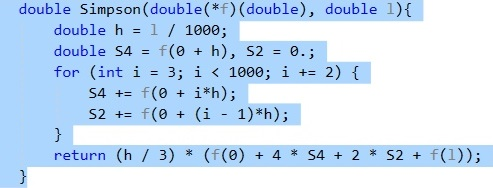 double Simpson(double(*f)(double), double l){
    double h = l / 1000;
    double S4 = f(0 + h), S2 = 0.;
    for (int i = 3; i < 1000; i += 2) {
        S4 += f(0 + i*h);
        S2 += f(0 + (i - 1)*h);
    }
    return (h / 3) * (f(0) + 4 * S4 + 2 * S2 + f(l));
}